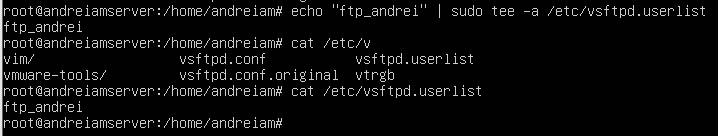 root@andreiamserver:/home/andreiam# echo "ftp_andrei" | sudo tee -a /etc/vsftpd.userlist
ftp_andrei
root@andreiamserver:/home/andreiam# cat /etc/v
vim/ vsftpd.conf vsftpd.userlist
vmware-tools/ vsftpd.conf.original vtrgb
root@andreiamserver:/home/andreiam# cat /etc/vsftpd.userlist
ftp_andrei
root@andreiamserver:/home/andreiam#